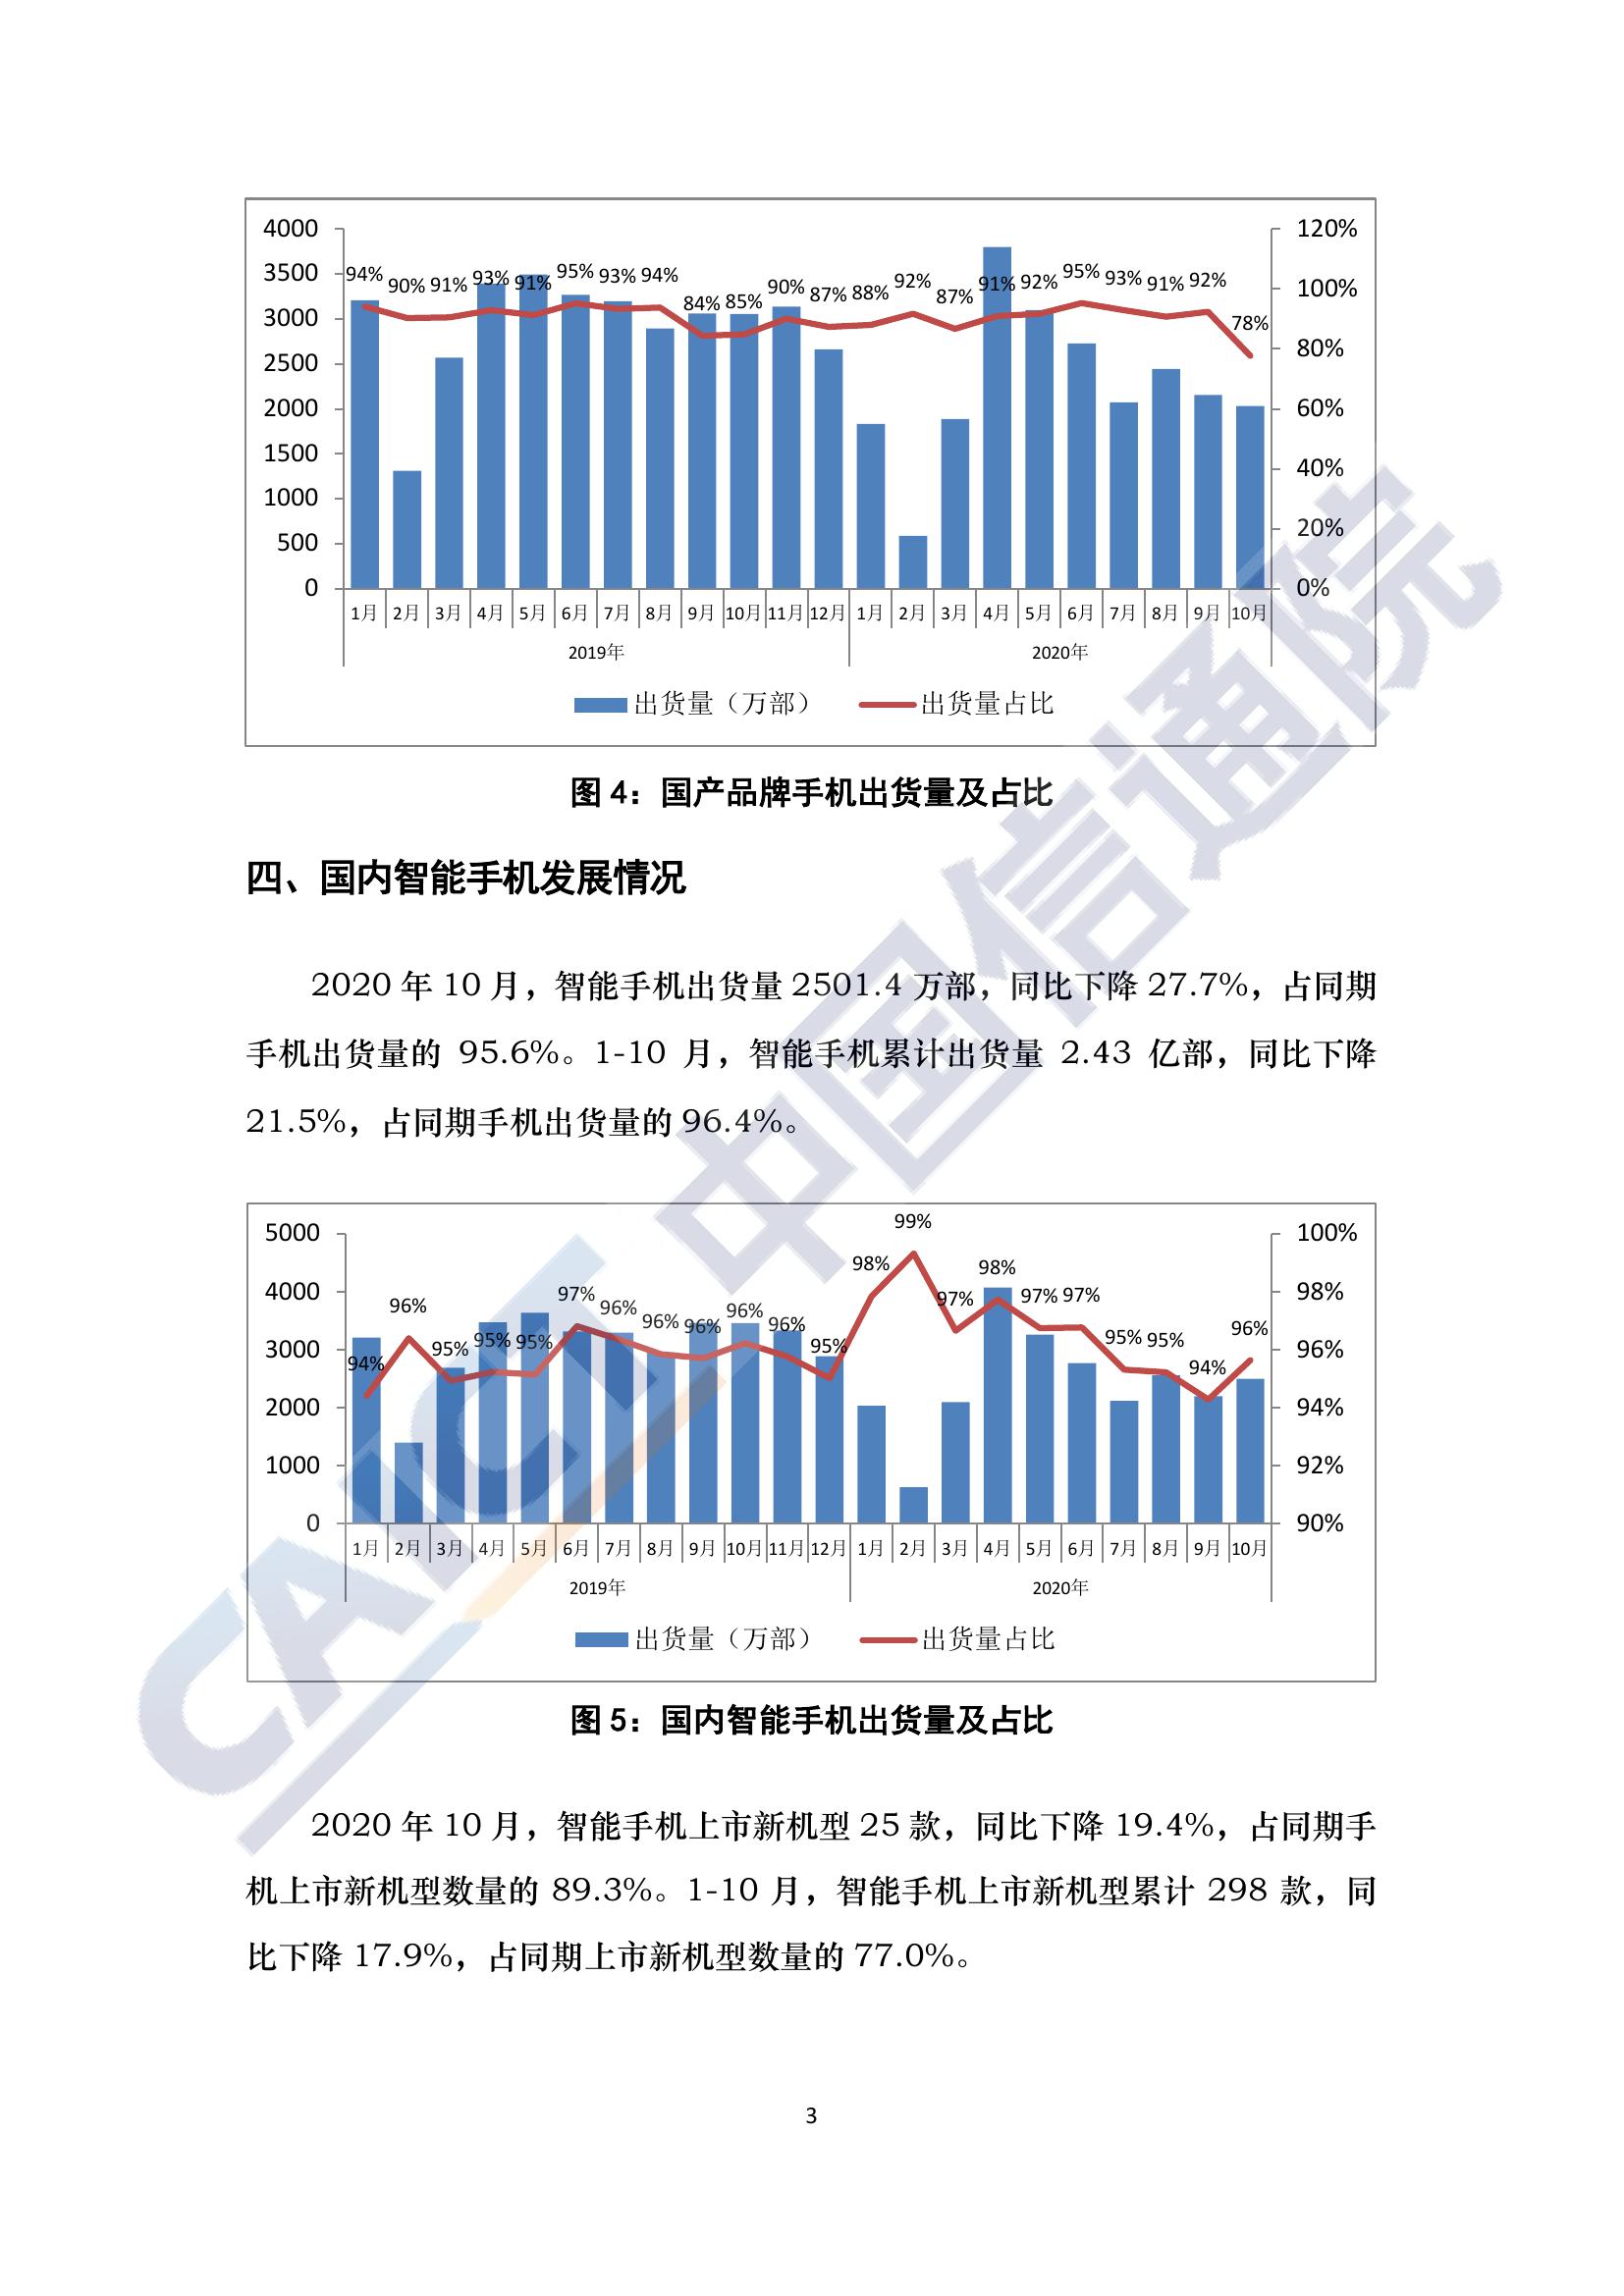 4000 120%
3500 100%
3000 80%
2500
2000 60%
1500 40%
1000
500 20%
0 0%
94% 90% 91% 93% 91% 95% 93% 94% 84% 85% 90% 87% 88% 92% 87% 91% 92% 95% 93% 91% 92% 78%
1月 2月 3月 4月 5月 6月 7月 8月 9月 10月 11月 12月 1月 2月 3月 4月 5月 6月 7月 8月 9月 10月
2019年 2020年
出货量（万部） 出货量占比
图 4：国产品牌手机出货量及占比
四、国内智能手机发展情况
2020 年 10 月，智能手机出货量 2501.4 万部，同比下降 27.7%，占同期
手机出货量的 95.6%。1-10 月，智能手机累计出货量 2.43 亿部，同比下降
21.5%，占同期手机出货量的 96.4%。
5000 100%
4000 98%
3000 96%
2000 94%
1000 92%
0 90%
94% 96% 95% 95% 95% 97% 96% 96% 96% 96% 96% 95% 98% 99% 97% 98% 97% 97% 95% 95% 94% 96%
1月 2月 3月 4月 5月 6月 7月 8月 9月 10月 11月 12月 1月 2月 3月 4月 5月 6月 7月 8月 9月 10月
2019年 2020年
出货量（万部） 出货量占比
图 5：国内智能手机出货量及占比
2020 年 10 月，智能手机上市新机型 25 款，同比下降 19.4%，占同期手
机上市新机型数量的 89.3%。1-10 月，智能手机上市新机型累计 298 款，同
比下降 17.9%，占同期上市新机型数量的 77.0%。
3
CAICT 中国信通院